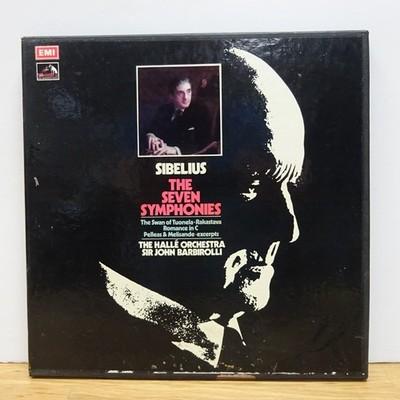 EMI
SIBELIUS
THE
SEVEN
SYMPHONIES
The Swan of Tuonela·Rakastava
Romance in C
Pelleas & Melisande-excerpts
THE HALLÉ ORCHESTRA
SIR JOHN BARBIROLLI